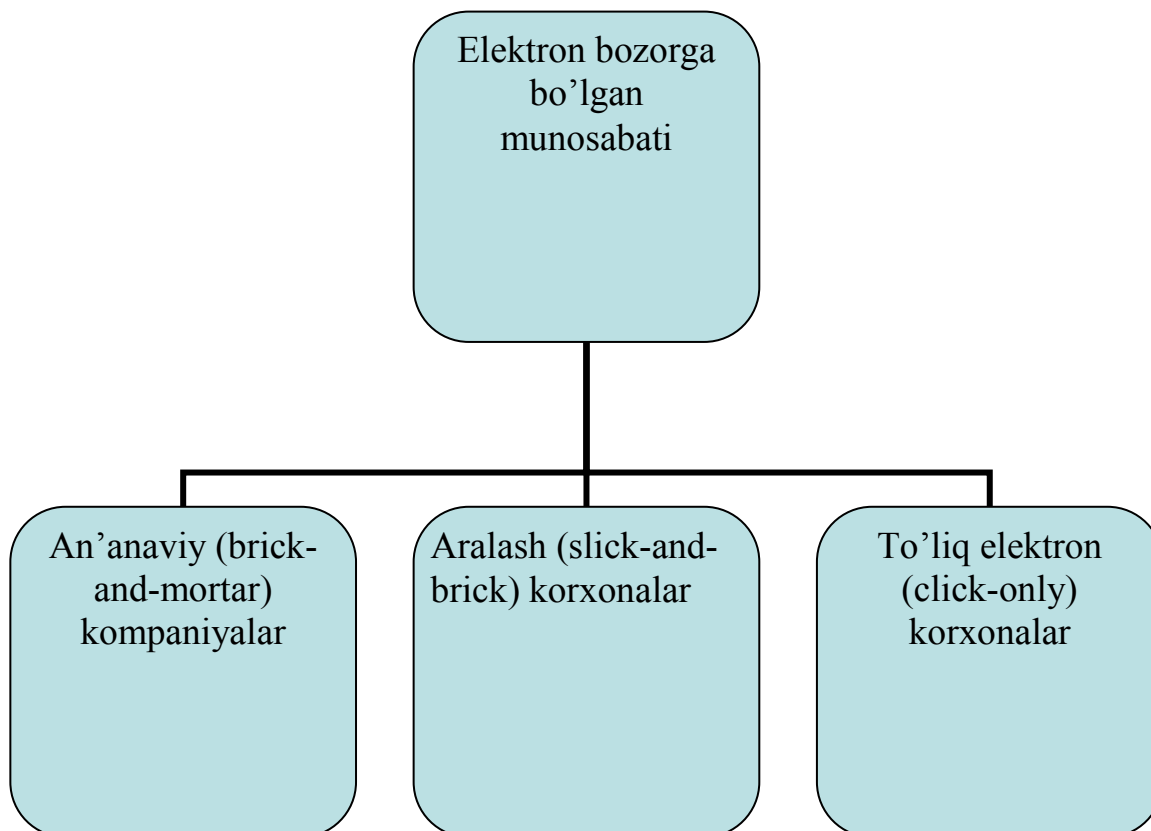 Elektron bozorga
bo’lgan
munosabati
An’anaviy (brick-
and-mortar)
kompaniyalar
Aralash (slick-and-
brick) korxonalar
To’liq elektron
(click-only)
korxonalar